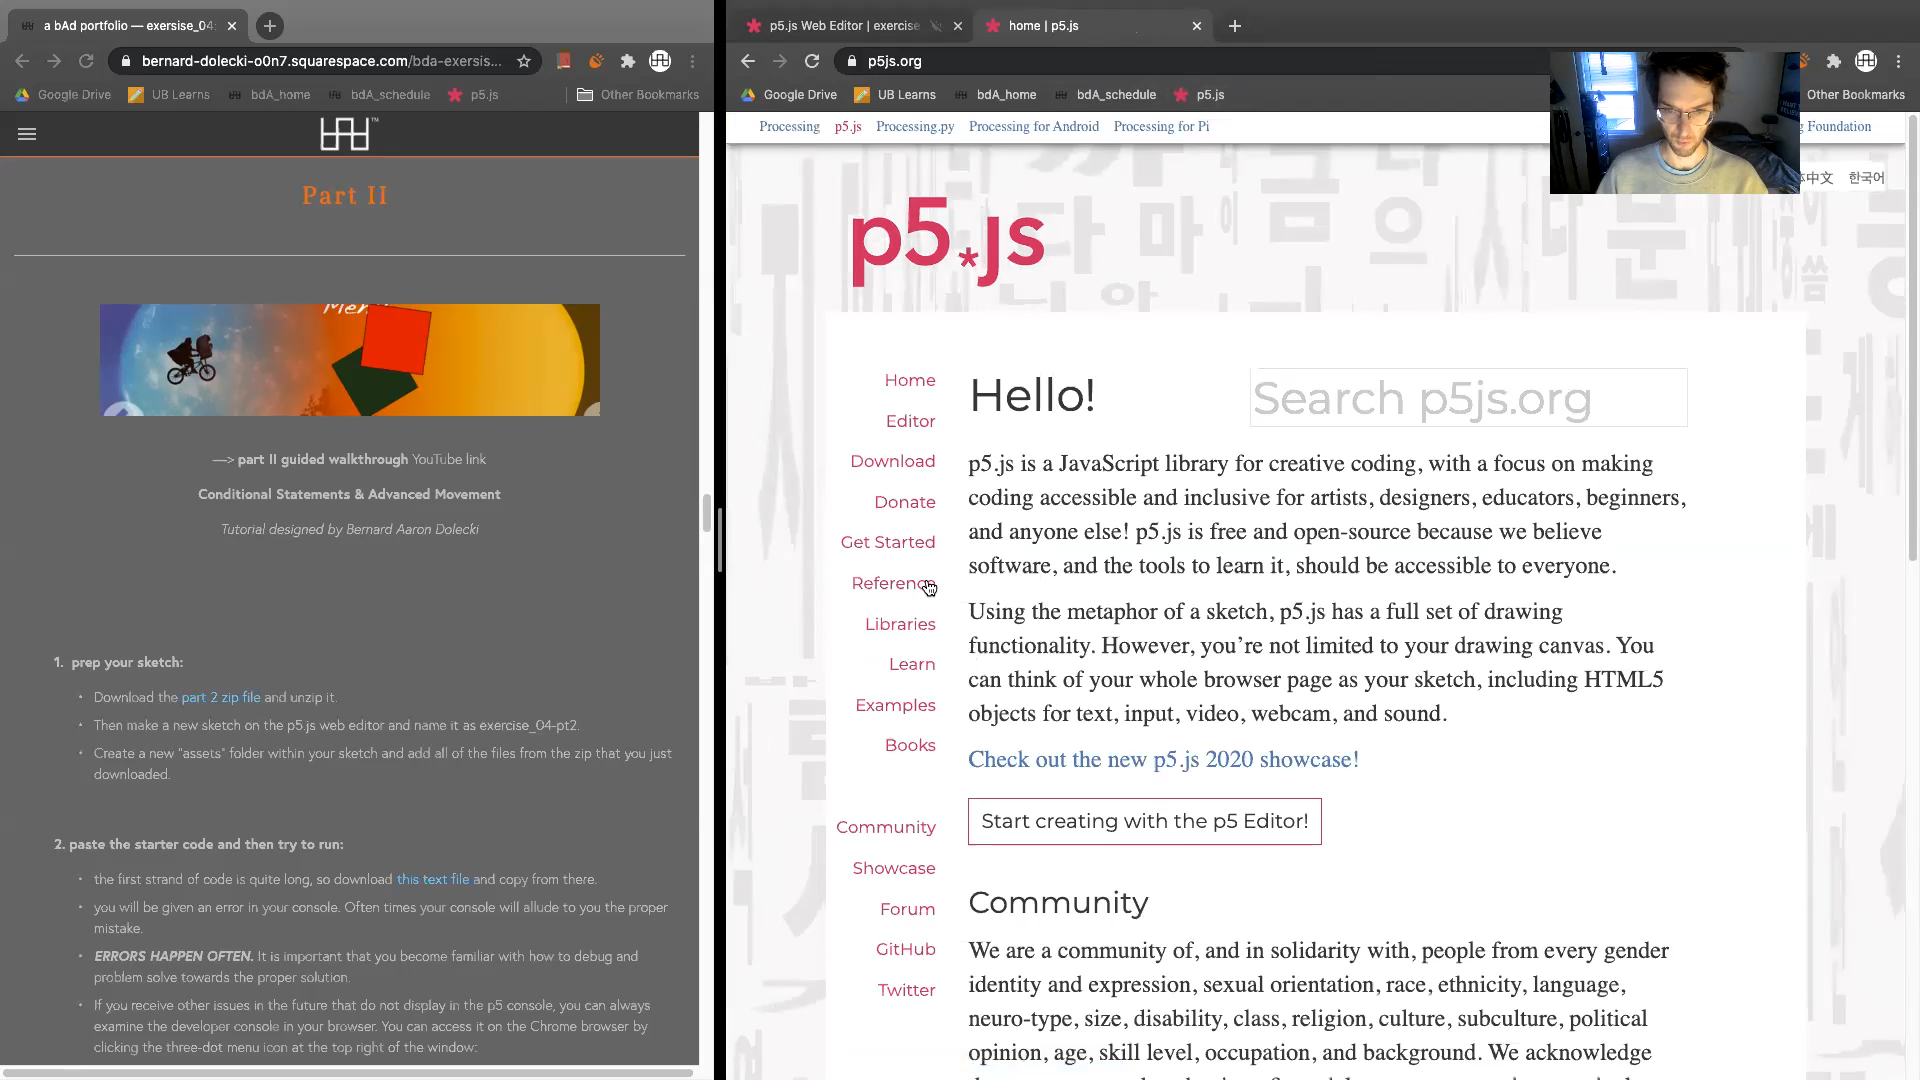 a bAd portfolio — exersise_04:
bernard-dolecki-o0n7.squarespace.com/bda-exersis...
Google Drive
UB Learns
bdA_home
bdA_schedule
p5.js
Other Bookmarks
Part II
—> part II guided walkthrough YouTube link
Conditional Statements & Advanced Movement
Tutorial designed by Bernard Aaron Dolecki
1. prep your sketch:
• Download the part 2 zip file and unzip it.
• Then make a new sketch on the p5.js web editor and name it as exercise_04-pt2.
• Create a new "assets" folder within your sketch and add all of the files from the zip that you just
downloaded.
2. paste the starter code and then try to run:
• the first strand of code is quite long, so download this text file and copy from there.
• you will be given an error in your console. Often times your console will allude to you the proper
mistake.
• ERRORS HAPPEN OFTEN. It is important that you become familiar with how to debug and
problem solve towards the proper solution.
• If you receive other issues in the future that do not display in the p5 console, you can always
examine the developer console in your browser. You can access it on the Chrome browser by
clicking the three-dot menu icon at the top right of the window:
p5.js Web Editor | exercise
home | p5.js
p5js.org
Google Drive
UB Learns
bdA_home
bdA_schedule
p5.js
Other Bookmarks
Processing
p5.js
Processing.py
Processing for Android
Processing for Pi
Foundation
中文
한국어
p5*js
Home
Editor
Download
Donate
Get Started
Reference
Libraries
Learn
Examples
Books
Community
Showcase
Forum
GitHub
Twitter
Hello!
Search p5js.org
p5.js is a JavaScript library for creative coding, with a focus on making
coding accessible and inclusive for artists, designers, educators, beginners,
and anyone else! p5.js is free and open-source because we believe
software, and the tools to learn it, should be accessible to everyone.
Using the metaphor of a sketch, p5.js has a full set of drawing
functionality. However, you're not limited to your drawing canvas. You
can think of your whole browser page as your sketch, including HTML5
objects for text, input, video, webcam, and sound.
Check out the new p5.js 2020 showcase!
Start creating with the p5 Editor!
Community
We are a community of, and in solidarity with, people from every gender
identity and expression, sexual orientation, race, ethnicity, language,
neuro-type, size, disability, class, religion, culture, subculture, political
opinion, age, skill level, occupation, and background. We acknowledge